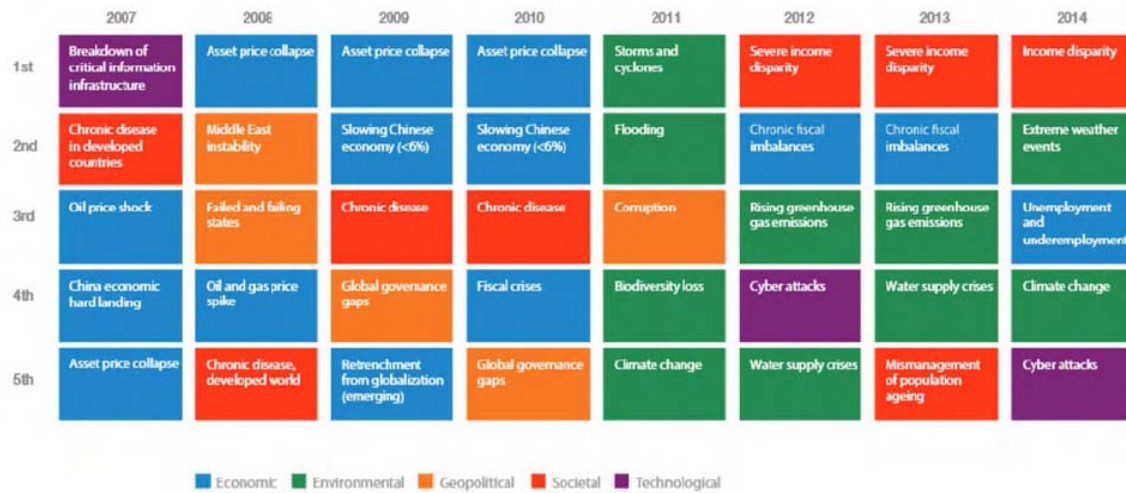 2007 2008 2009 2010 2011 2012 2013 2014
1st
Breakdown of
critical information
infrastructure
Asset price collapse
Asset price collapse
Asset price collapse
Storms and
cyclones
Severe income
disparity
Severe income
disparity
Income disparity
2nd
Chronic disease
in developed
countries
Middle East
instability
Slowing Chinese
economy (<6%)
Slowing Chinese
economy (<6%)
Flooding
Chronic fiscal
imbalances
Chronic fiscal
imbalances
Extreme weather
events
3rd
Oil price shock
Failed and failing
states
Chronic disease
Chronic disease
Corruption
Rising greenhouse
gas emissions
Rising greenhouse
gas emissions
Unemployment
and
underemployment
4th
China economic
hard landing
Oil and gas price
spike
Global governance
gaps
Fiscal crises
Biodiversity loss
Cyber attacks
Water supply crises
Climate change
5th
Asset price collapse
Chronic disease,
developed world
Retrenchment
from globalization
(emerging)
Global governance
gaps
Climate change
Water supply crises
Mismanagement
of population
ageing
Cyber attacks
Economic Environmental Geopolitical Societal Technological